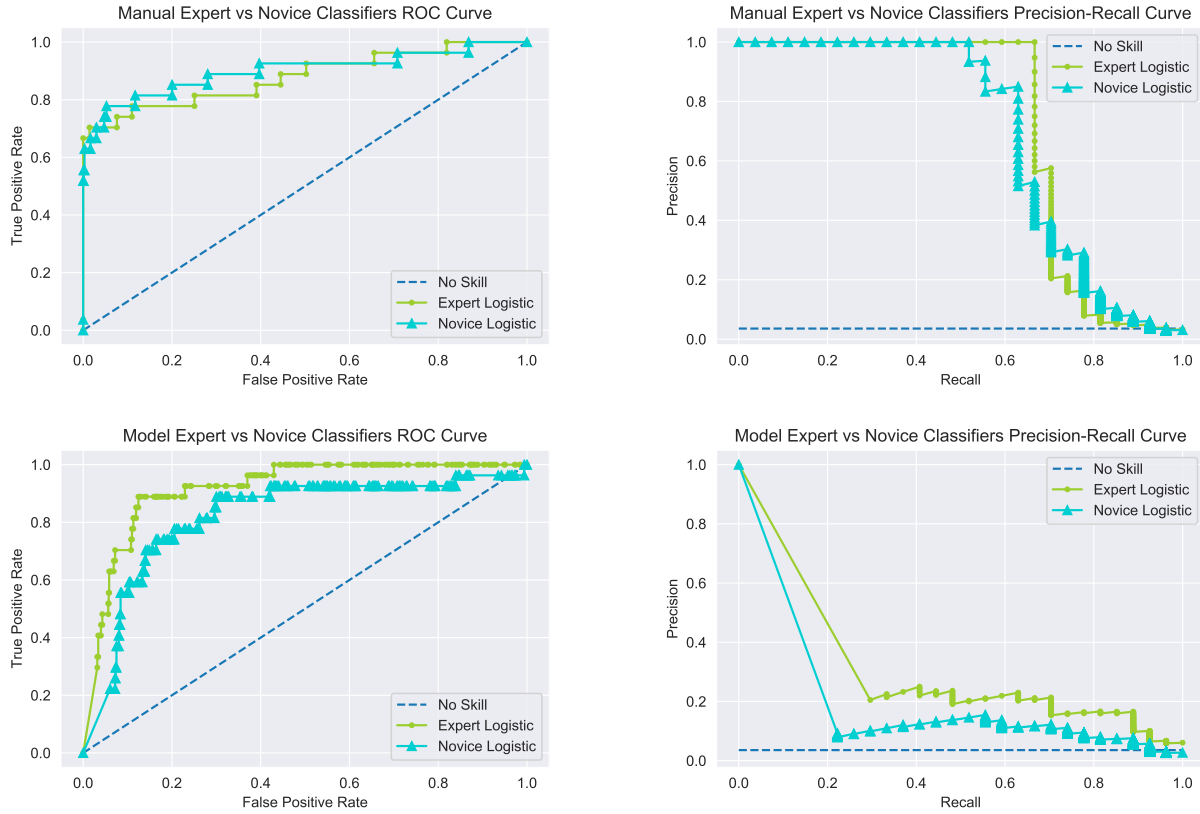 Manual Expert vs Novice Classifiers ROC Curve
1.0
0.8
0.6
0.4
0.2
0.0
True Positive Rate
No Skill
Expert Logistic
Novice Logistic
0.0 0.2 0.4 0.6 0.8 1.0
False Positive Rate
Manual Expert vs Novice Classifiers Precision-Recall Curve
1.0
0.8
0.6
0.4
0.2
0.0
Precision
No Skill
Expert Logistic
Novice Logistic
0.0 0.2 0.4 0.6 0.8 1.0
Recall
Model Expert vs Novice Classifiers ROC Curve
1.0
0.8
0.6
0.4
0.2
0.0
True Positive Rate
No Skill
Expert Logistic
Novice Logistic
0.0 0.2 0.4 0.6 0.8 1.0
False Positive Rate
Model Expert vs Novice Classifiers Precision-Recall Curve
1.0
0.8
0.6
0.4
0.2
0.0
Precision
No Skill
Expert Logistic
Novice Logistic
0.0 0.2 0.4 0.6 0.8 1.0
Recall